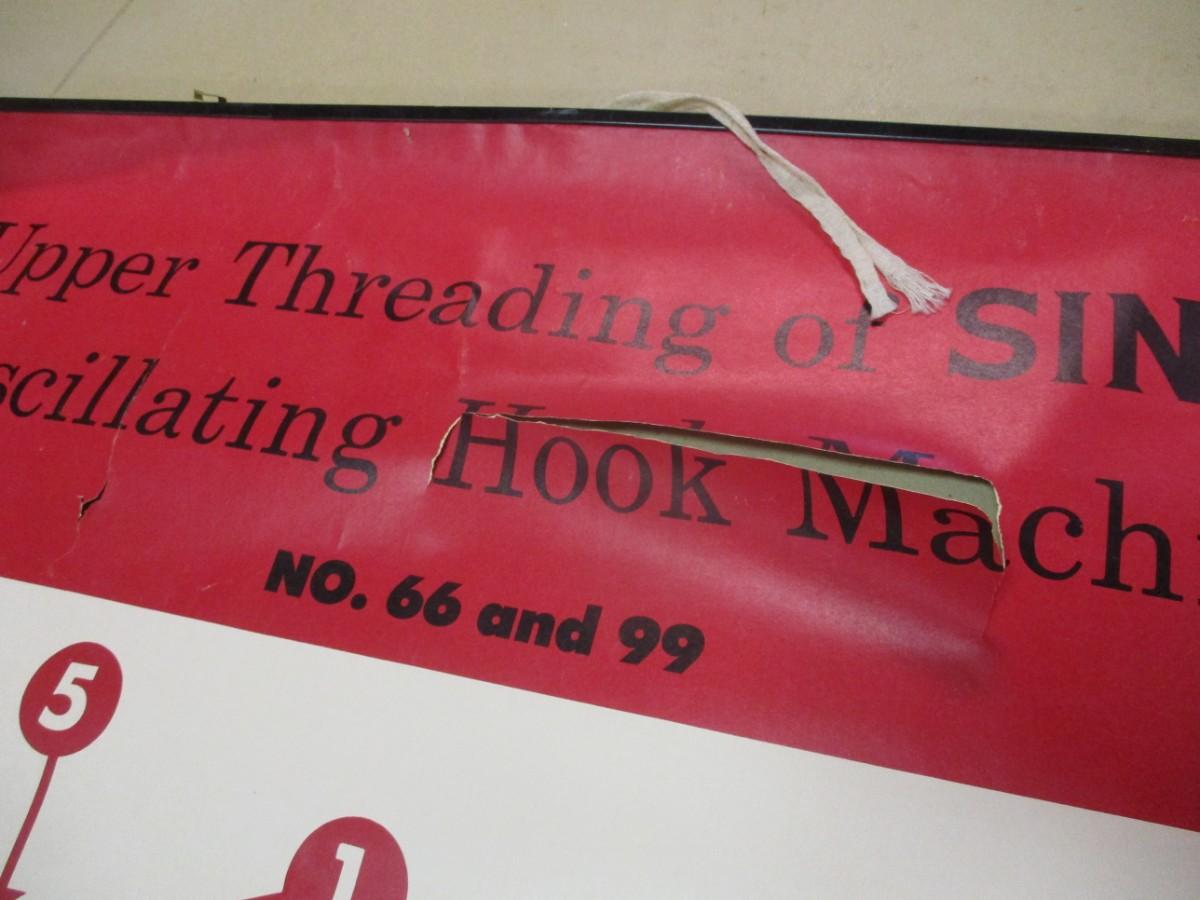 Upper Threading of SIN
scillating Hook Mach
NO. 66 and 99
5
1